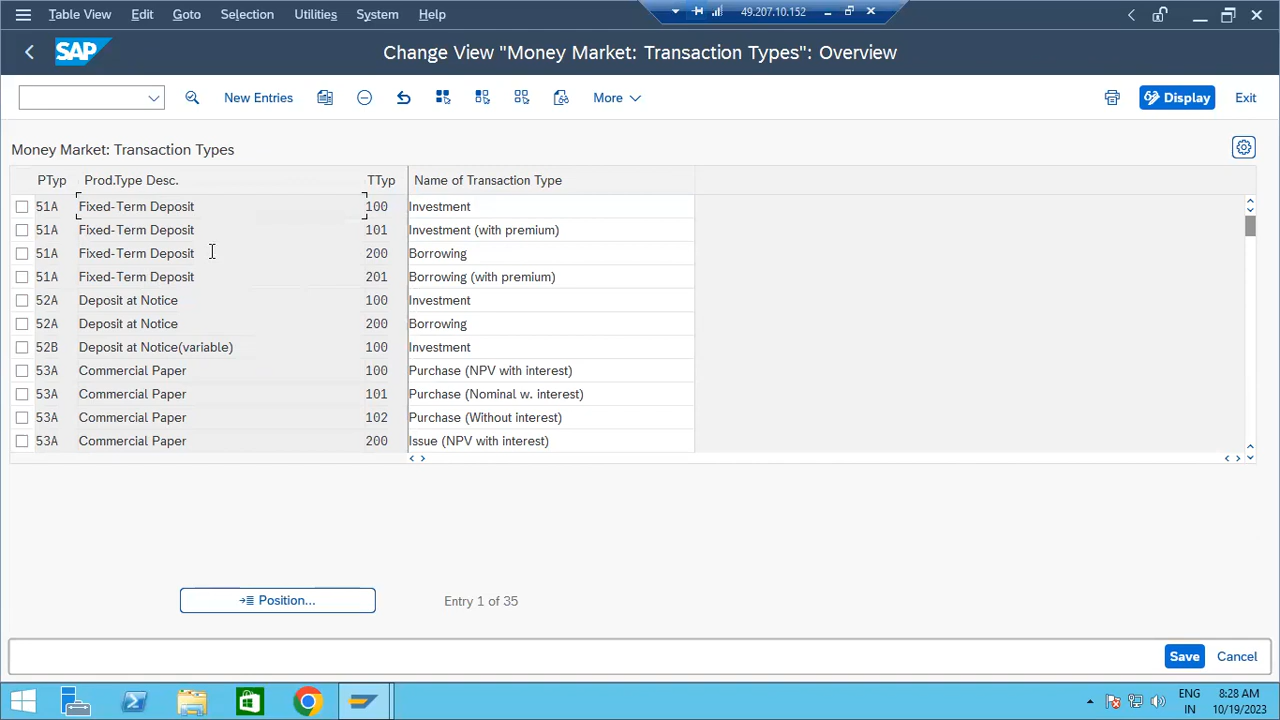 Table View Edit Goto Selection Utilities System Help 49.207.10.152
SAP Change View "Money Market: Transaction Types": Overview
New Entries More Display Exit
Money Market: Transaction Types
PTyp Prod.Type Desc. TTyp Name of Transaction Type
51A Fixed-Term Deposit 100 Investment
51A Fixed-Term Deposit 101 Investment (with premium)
51A Fixed-Term Deposit 200 Borrowing
51A Fixed-Term Deposit 201 Borrowing (with premium)
52A Deposit at Notice 100 Investment
52A Deposit at Notice 200 Borrowing
52B Deposit at Notice(variable) 100 Investment
53A Commercial Paper 100 Purchase (NPV with interest)
53A Commercial Paper 101 Purchase (Nominal w. interest)
53A Commercial Paper 102 Purchase (Without interest)
53A Commercial Paper 200 Issue (NPV with interest)
Position... Entry 1 of 35
Save Cancel
ENG 8:28 AM
IN 10/19/2023